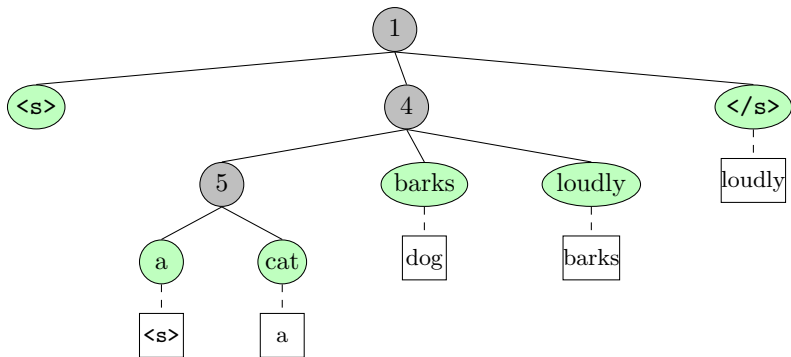 1
<s> 4 </s>
5 barks loudly loudly
a cat dog barks
<s> a